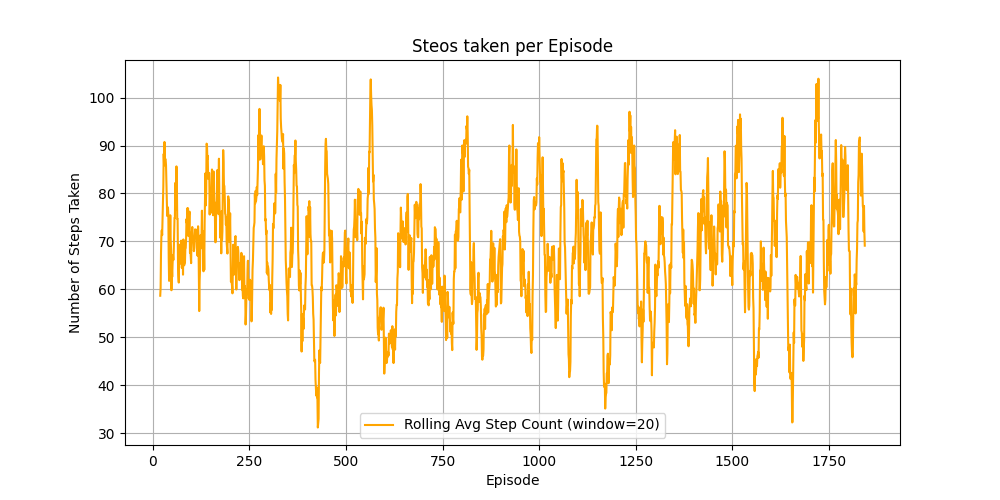 Steos taken per Episode
Number of Steps Taken
100
90
80
70
60
50
40
30
Rolling Avg Step Count (window=20)
0 250 500 750 1000 1250 1500 1750
Episode